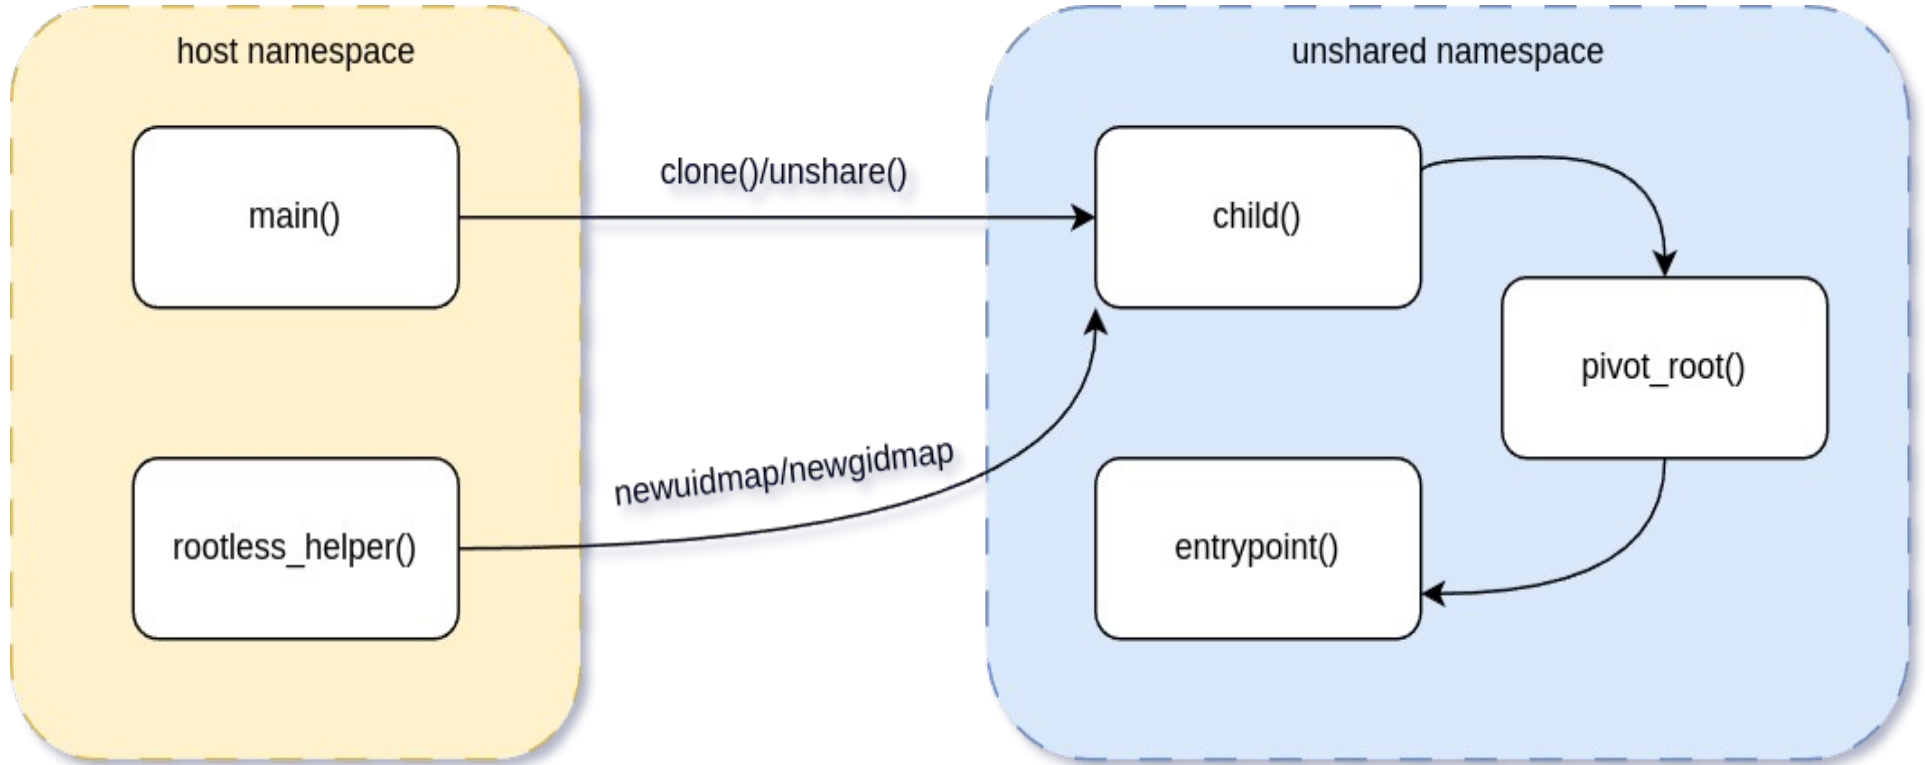 host namespace
unshared namespace
main()
clone()/unshare()
child()
pivot_root()
newuidmap/newgidmap
rootless_helper()
entrypoint()